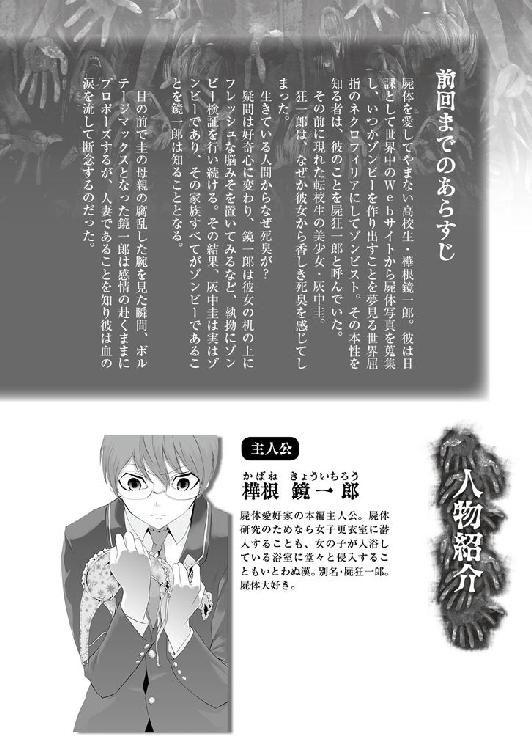 前回までのあらすじ
屍体を愛してやまない高校生・樺根鏡一郎。彼は日
課として世界中のWebサイトから屍体写真を蒐集
し、いつかゾンビーを作り出すことを夢見る世界屈
指のネクロフィリアにしてゾンビスト。その本性を
知る者は、彼のことを屍狂一郎と呼んでいた。
その前に現れた転校生の美少女・灰中圭。
狂一郎は、なぜか彼女から香しき死臭を感じてし
まった。
生きている人間からなぜ死臭が？
疑問は好奇心に変わり、鏡一郎は彼女の机の上に
フレッシュな脳みそを置いてみるなど、執拗にゾン
ビー検証を行い続ける。その結果、灰中圭は実はゾ
ンビーであり、その家族すべてがゾンビーであるこ
とを鏡一郎は知ることとなる。
目の前で圭の母親の腐乱した腕を見た瞬間、ボル
テージマックスとなった鏡一郎は感情の赴くままに
プロポーズするが、人妻であることを知り彼は血の
涙を流して断念するのだった。
人物紹介
主人公
かばね きょういちろう
樺根 鏡一郎
屍体愛好家の本編主人公。屍体
研究のためなら女子更衣室に潜
入することも、女の子が入浴し
ている浴室に堂々と侵入するこ
ともいとわぬ漢。別名・屍狂一郎。
屍体大好き。